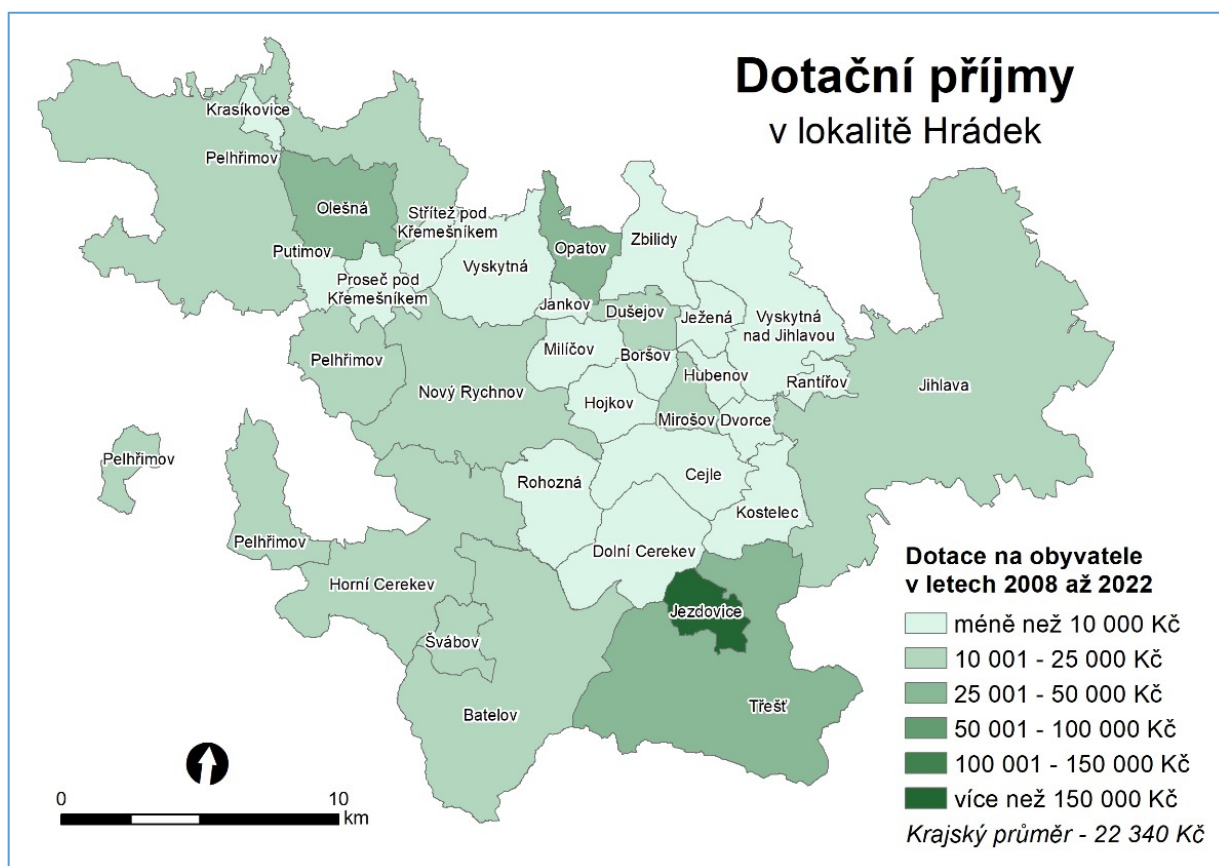 Dotační příjmy
v lokalitě Hrádek
Krasíkovice
Pelhřimov
Olešná
Střítež pod
Křemešníkem
Putimov
Proseč pod
Křemešníkem
Vyskytná
Opatov
Zbilidy
Jankov
Dušejov
Ježená
Vyskytná
nad Jihlavou
Pelhřimov
Milíčov
Boršov
Hubenov
Rantířov
Jihlava
Nový Rychnov
Hojkov
Mirošov
Dvorce
Pelhřimov
Rohozná
Cejle
Kostelec
Pelhřimov
Dolní Cerekev
Horní Cerekev
Jezdovice
Švábov
Batelov
Třešť
Dotace na obyvatele
v letech 2008 až 2022
méně než 10 000 Kč
10 001 - 25 000 Kč
25 001 - 50 000 Kč
50 001 - 100 000 Kč
100 001 - 150 000 Kč
více než 150 000 Kč
Krajský průměr - 22 340 Kč
0 10
km